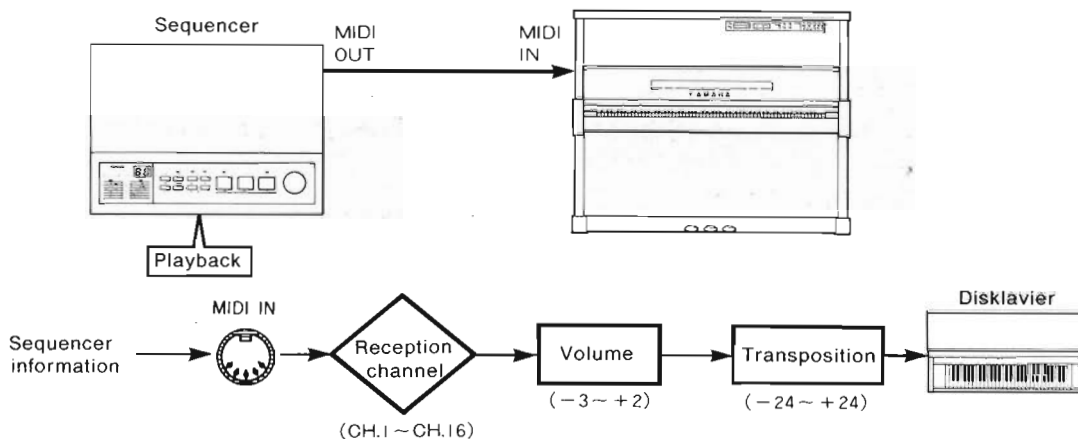 Sequencer
MIDI
OUT
MIDI
IN
YAMAHA
Playback
MIDI IN
Disklavier
Sequencer
information
Reception
channel
Volume
Transposition
(CH.1~CH.16)
(−3~+2)
(−24~+24)